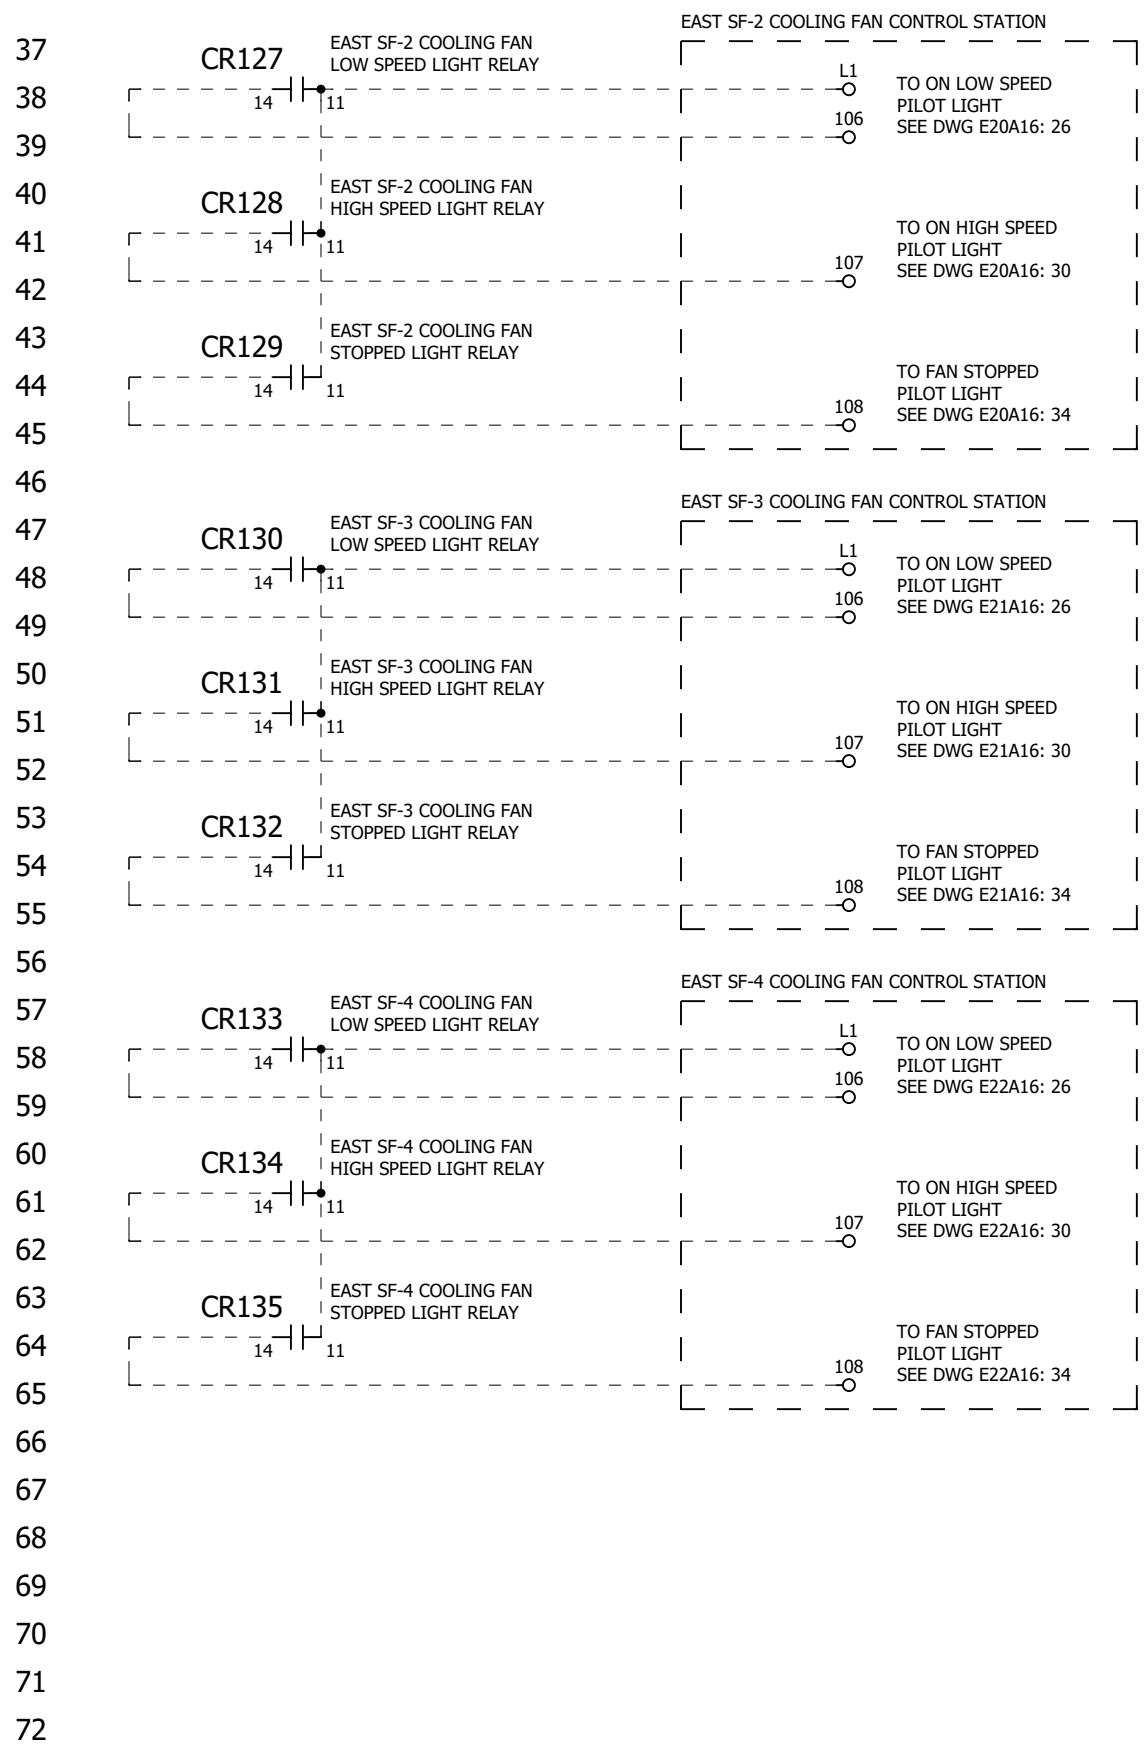 EAST SF-2 COOLING FAN CONTROL STATION
37
CR127
EAST SF-2 COOLING FAN
LOW SPEED LIGHT RELAY
38
14
11
L1
TO ON LOW SPEED
PILOT LIGHT
SEE DWG E20A16: 26
39
106
40
CR128
EAST SF-2 COOLING FAN
HIGH SPEED LIGHT RELAY
41
14
11
TO ON HIGH SPEED
PILOT LIGHT
SEE DWG E20A16: 30
42
107
43
CR129
EAST SF-2 COOLING FAN
STOPPED LIGHT RELAY
44
14
11
TO FAN STOPPED
PILOT LIGHT
SEE DWG E20A16: 34
45
108
46
EAST SF-3 COOLING FAN CONTROL STATION
47
CR130
EAST SF-3 COOLING FAN
LOW SPEED LIGHT RELAY
48
14
11
L1
TO ON LOW SPEED
PILOT LIGHT
SEE DWG E21A16: 26
49
106
50
CR131
EAST SF-3 COOLING FAN
HIGH SPEED LIGHT RELAY
51
14
11
TO ON HIGH SPEED
PILOT LIGHT
SEE DWG E21A16: 30
52
107
53
CR132
EAST SF-3 COOLING FAN
STOPPED LIGHT RELAY
54
14
11
TO FAN STOPPED
PILOT LIGHT
SEE DWG E21A16: 34
55
108
56
EAST SF-4 COOLING FAN CONTROL STATION
57
CR133
EAST SF-4 COOLING FAN
LOW SPEED LIGHT RELAY
58
14
11
L1
TO ON LOW SPEED
PILOT LIGHT
SEE DWG E22A16: 26
59
106
60
CR134
EAST SF-4 COOLING FAN
HIGH SPEED LIGHT RELAY
61
14
11
TO ON HIGH SPEED
PILOT LIGHT
SEE DWG E22A16: 30
62
107
63
CR135
EAST SF-4 COOLING FAN
STOPPED LIGHT RELAY
64
14
11
TO FAN STOPPED
PILOT LIGHT
SEE DWG E22A16: 34
65
108
66
67
68
69
70
71
72